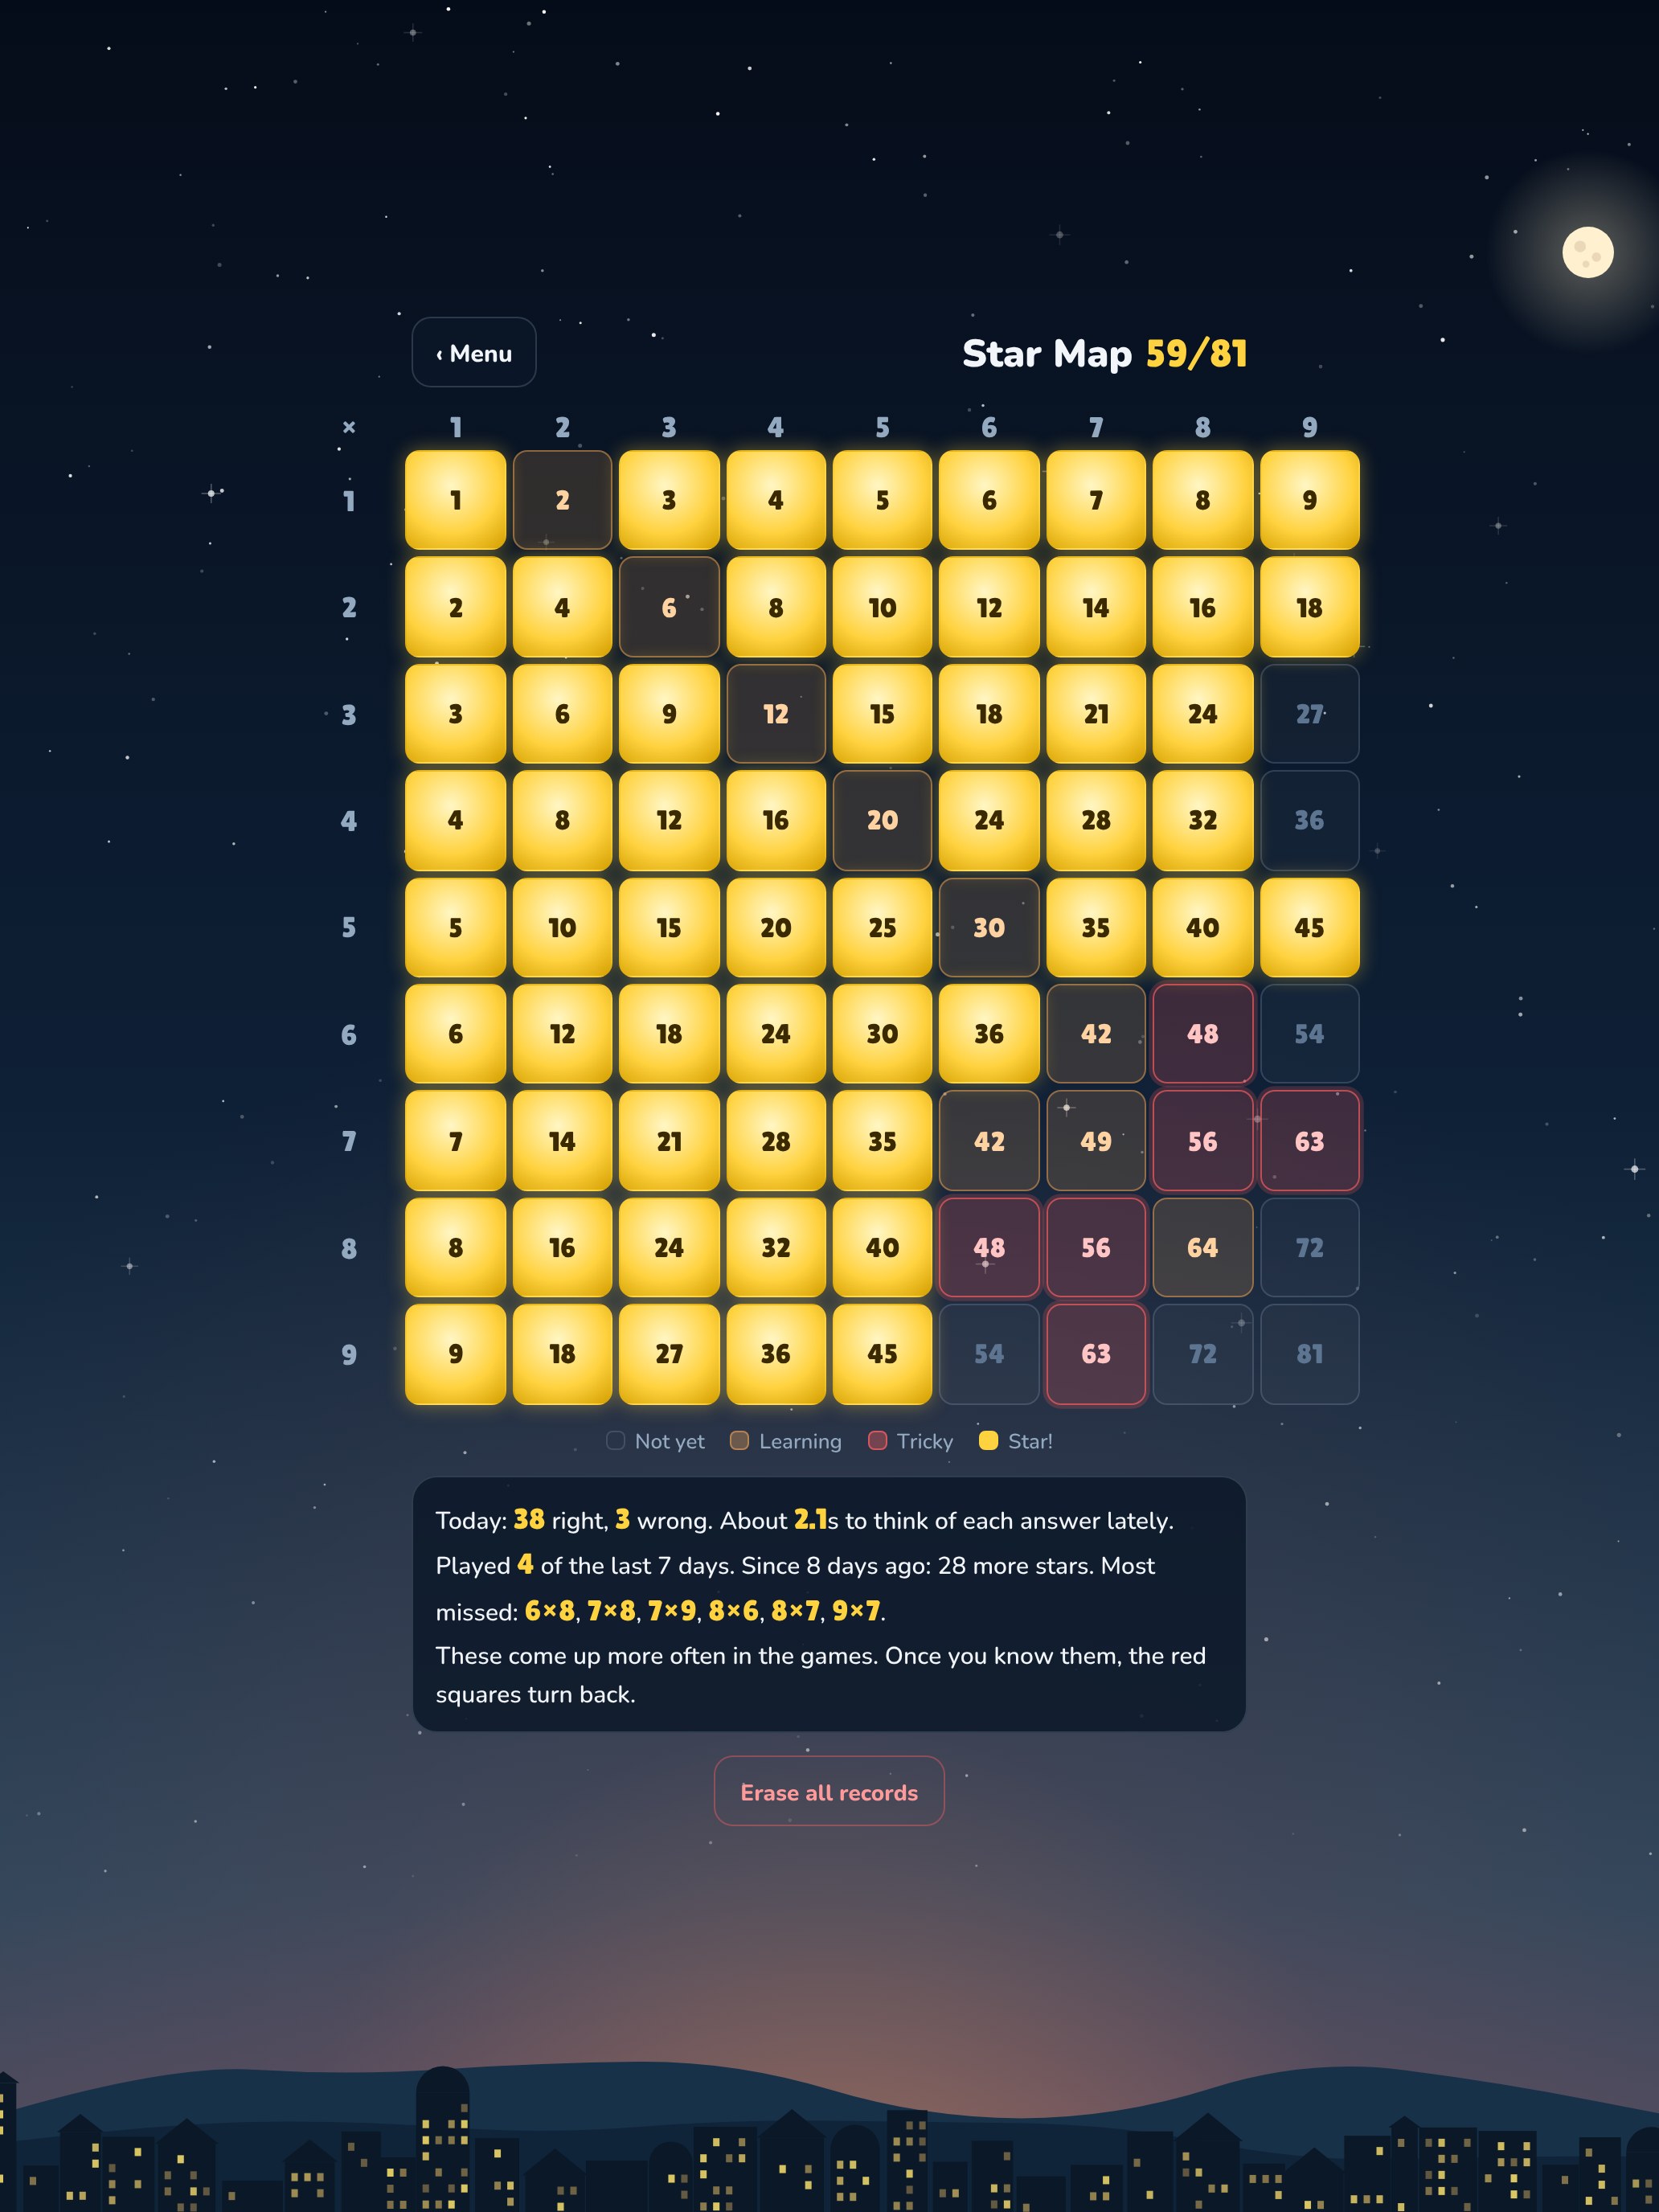 ‹ Menu
Star Map 59/81
× 1 2 3 4 5 6 7 8 9
1 1 2 3 4 5 6 7 8 9
2 2 4 6 8 10 12 14 16 18
3 3 6 9 12 15 18 21 24 27
4 4 8 12 16 20 24 28 32 36
5 5 10 15 20 25 30 35 40 45
6 6 12 18 24 30 36 42 48 54
7 7 14 21 28 35 42 49 56 63
8 8 16 24 32 40 48 56 64 72
9 9 18 27 36 45 54 63 72 81
Not yet Learning Tricky Star!
Today: 38 right, 3 wrong. About 2.1s to think of each answer lately.
Played 4 of the last 7 days. Since 8 days ago: 28 more stars. Most
missed: 6×8, 7×8, 7×9, 8×6, 8×7, 9×7.
These come up more often in the games. Once you know them, the red
squares turn back.
Erase all records